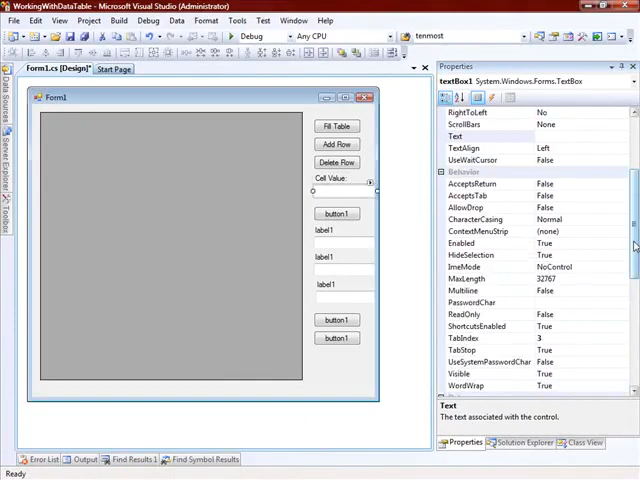 WorkingWithDataTable - Microsoft Visual Studio (Administrator)
File Edit View Project Build Debug Data Format Tools Test Window Help
Debug Any CPU tenmost
Form1.cs [Design]* Start Page
Data Sources
Server Explorer
Toolbox
Form1
Fill Table
Add Row
Delete Row
Cell Value:
button1
label1
label1
label1
button1
button1
Properties
textBox1 System.Windows.Forms.TextBox
RightToLeft No
ScrollBars None
Text
TextAlign Left
UseWaitCursor False
Behavior
AcceptsReturn False
AcceptsTab False
AllowDrop False
CharacterCasing Normal
ContextMenuStrip (none)
Enabled True
HideSelection True
ImeMode NoControl
MaxLength 32767
Multiline False
PasswordChar
ReadOnly False
ShortcutsEnabled True
TabIndex 3
TabStop True
UseSystemPasswordChar False
Visible True
WordWrap True
Text
The text associated with the control.
Properties Solution Explorer Class View
Error List Output Find Results 1 Find Symbol Results
Ready